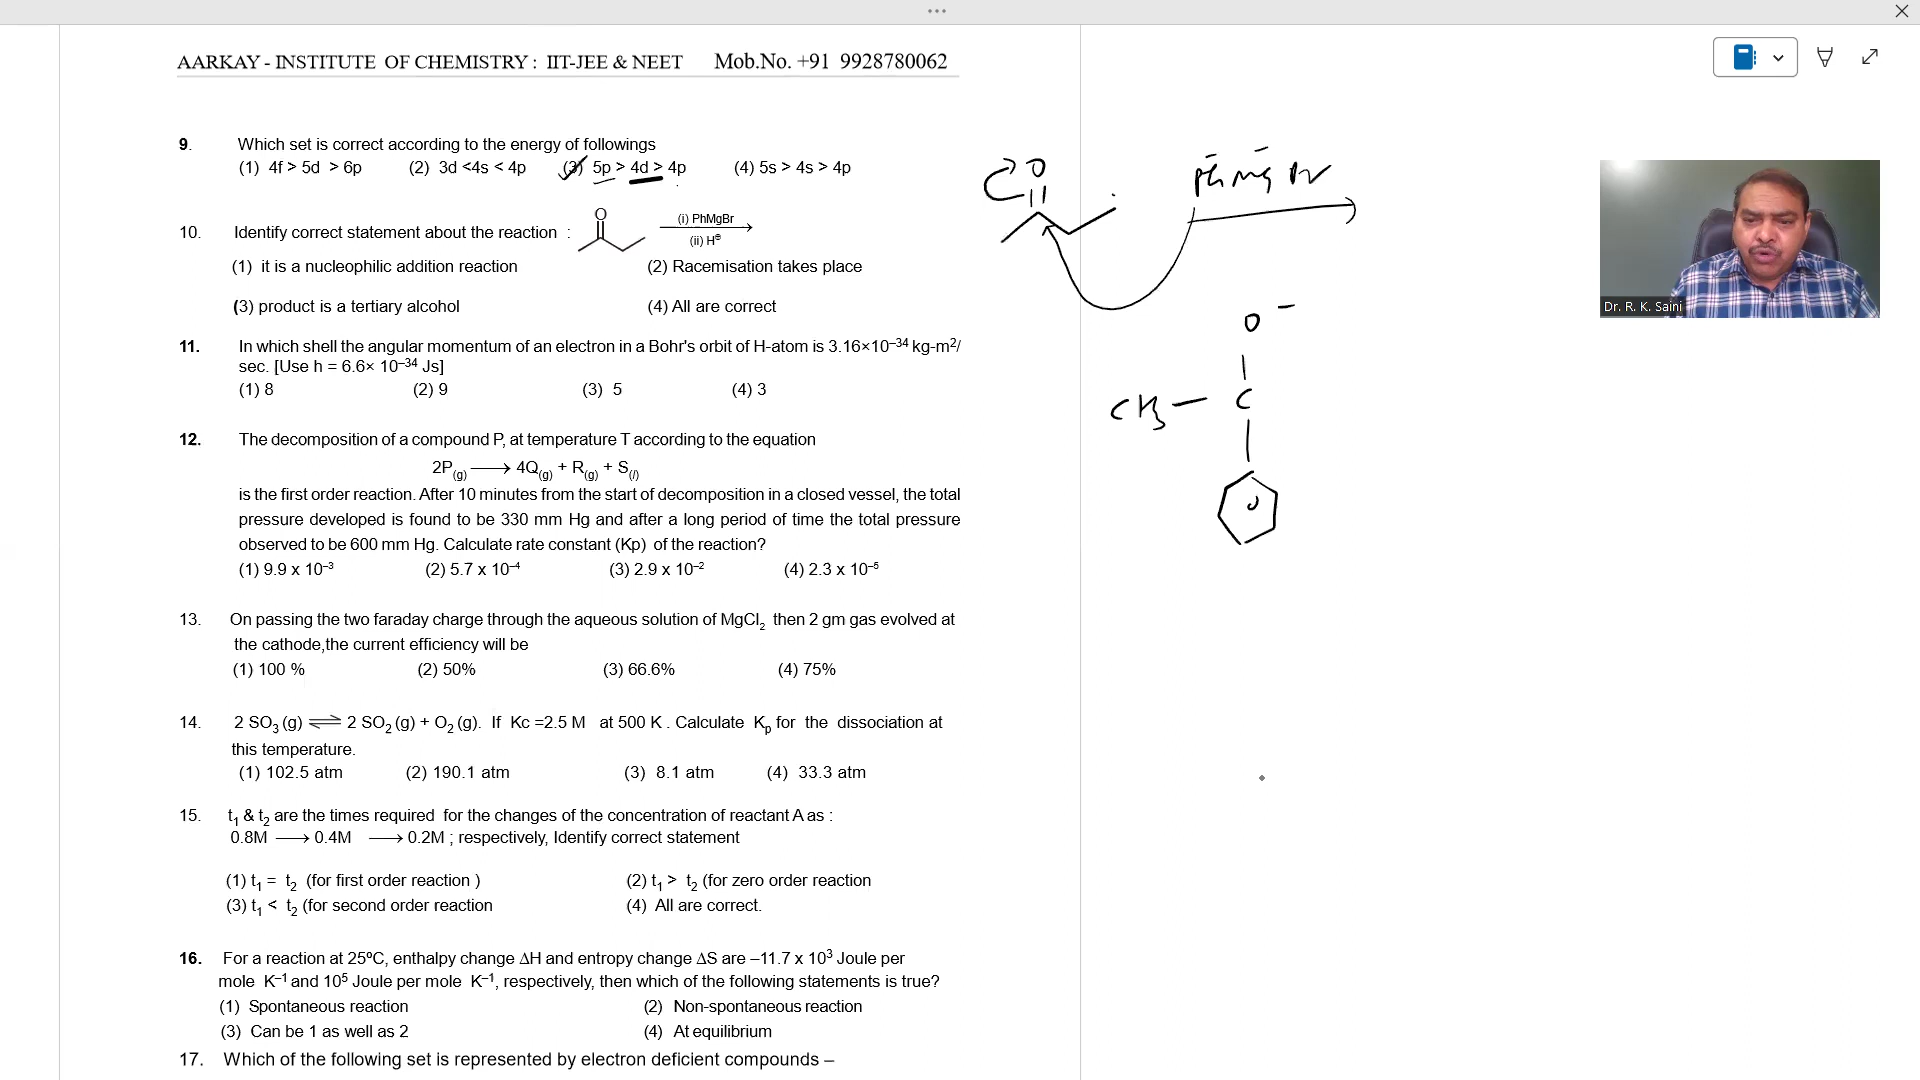 AARKAY - INSTITUTE OF CHEMISTRY : IIT-JEE & NEET Mob.No. +91 9928780062
9. Which set is correct according to the energy of followings
(1) 4f > 5d > 6p (2) 3d <4s < 4p (3) 5p > 4d > 4p (4) 5s > 4s > 4p
10. Identify correct statement about the reaction : O (i) PhMgBr (ii) H⊕
(1) it is a nucleophilic addition reaction (2) Racemisation takes place
(3) product is a tertiary alcohol (4) All are correct
11. In which shell the angular momentum of an electron in a Bohr's orbit of H-atom is 3.16×10⁻³⁴ kg-m²/
sec. [Use h = 6.6× 10⁻³⁴ Js]
(1) 8 (2) 9 (3) 5 (4) 3
12. The decomposition of a compound P, at temperature T according to the equation
2P(g) ⟶ 4Q(g) + R(g) + S(l)
is the first order reaction. After 10 minutes from the start of decomposition in a closed vessel, the total
pressure developed is found to be 330 mm Hg and after a long period of time the total pressure
observed to be 600 mm Hg. Calculate rate constant (Kp) of the reaction?
(1) 9.9 x 10⁻³ (2) 5.7 x 10⁻⁴ (3) 2.9 x 10⁻² (4) 2.3 x 10⁻⁵
13. On passing the two faraday charge through the aqueous solution of MgCl₂ then 2 gm gas evolved at
the cathode,the current efficiency will be
(1) 100 % (2) 50% (3) 66.6% (4) 75%
14. 2 SO₃ (g) ⇌ 2 SO₂ (g) + O₂ (g). If Kc =2.5 M at 500 K . Calculate Kₚ for the dissociation at
this temperature.
(1) 102.5 atm (2) 190.1 atm (3) 8.1 atm (4) 33.3 atm
15. t₁ & t₂ are the times required for the changes of the concentration of reactant A as :
0.8M ⟶ 0.4M ⟶ 0.2M ; respectively, Identify correct statement
(1) t₁ = t₂ (for first order reaction ) (2) t₁ > t₂ (for zero order reaction
(3) t₁ < t₂ (for second order reaction (4) All are correct.
16. For a reaction at 25ºC, enthalpy change ΔH and entropy change ΔS are –11.7 x 10³ Joule per
mole K⁻¹ and 10⁵ Joule per mole K⁻¹, respectively, then which of the following statements is true?
(1) Spontaneous reaction (2) Non-spontaneous reaction
(3) Can be 1 as well as 2 (4) At equilibrium
17. Which of the following set is represented by electron deficient compounds –
O
Ph Mg Br
O –
CH₃ – C
Dr. R. K. Saini